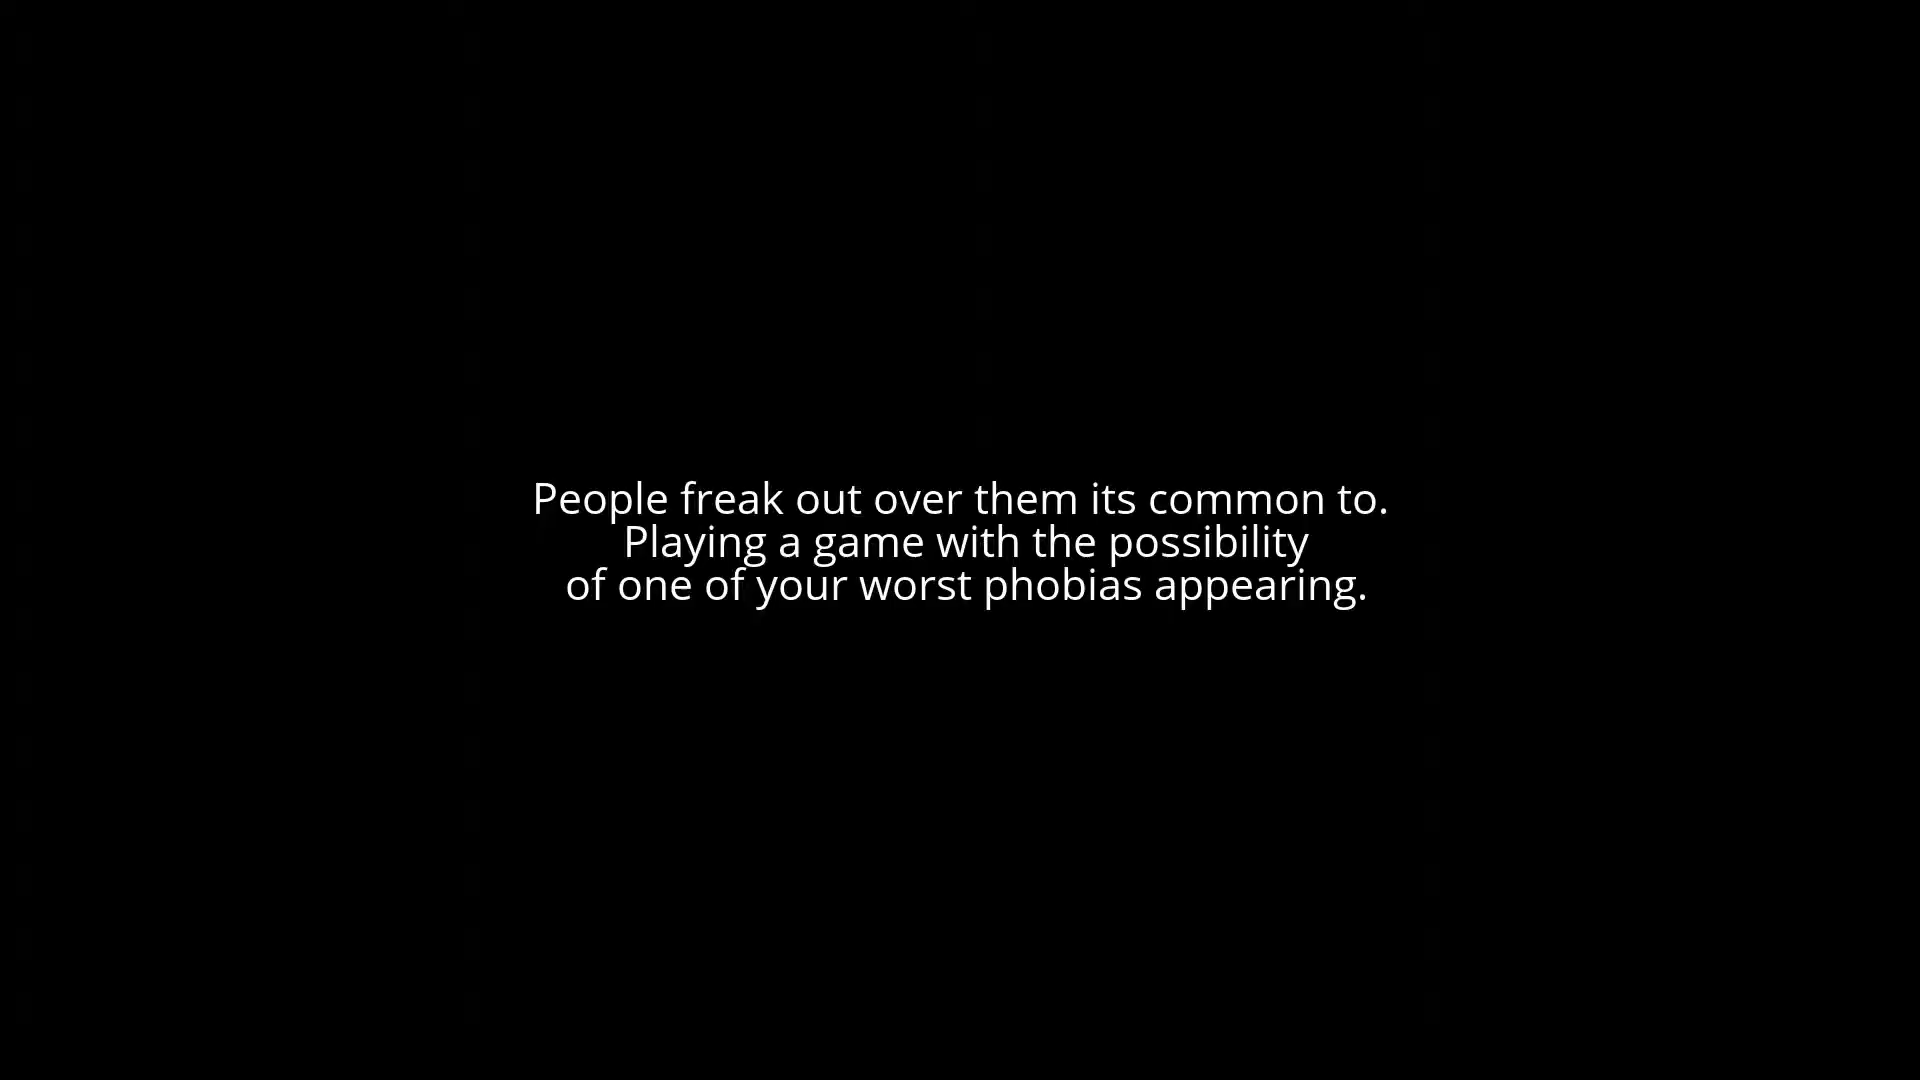 People freak out over them its common to.
Playing a game with the possibility
of one of your worst phobias appearing.